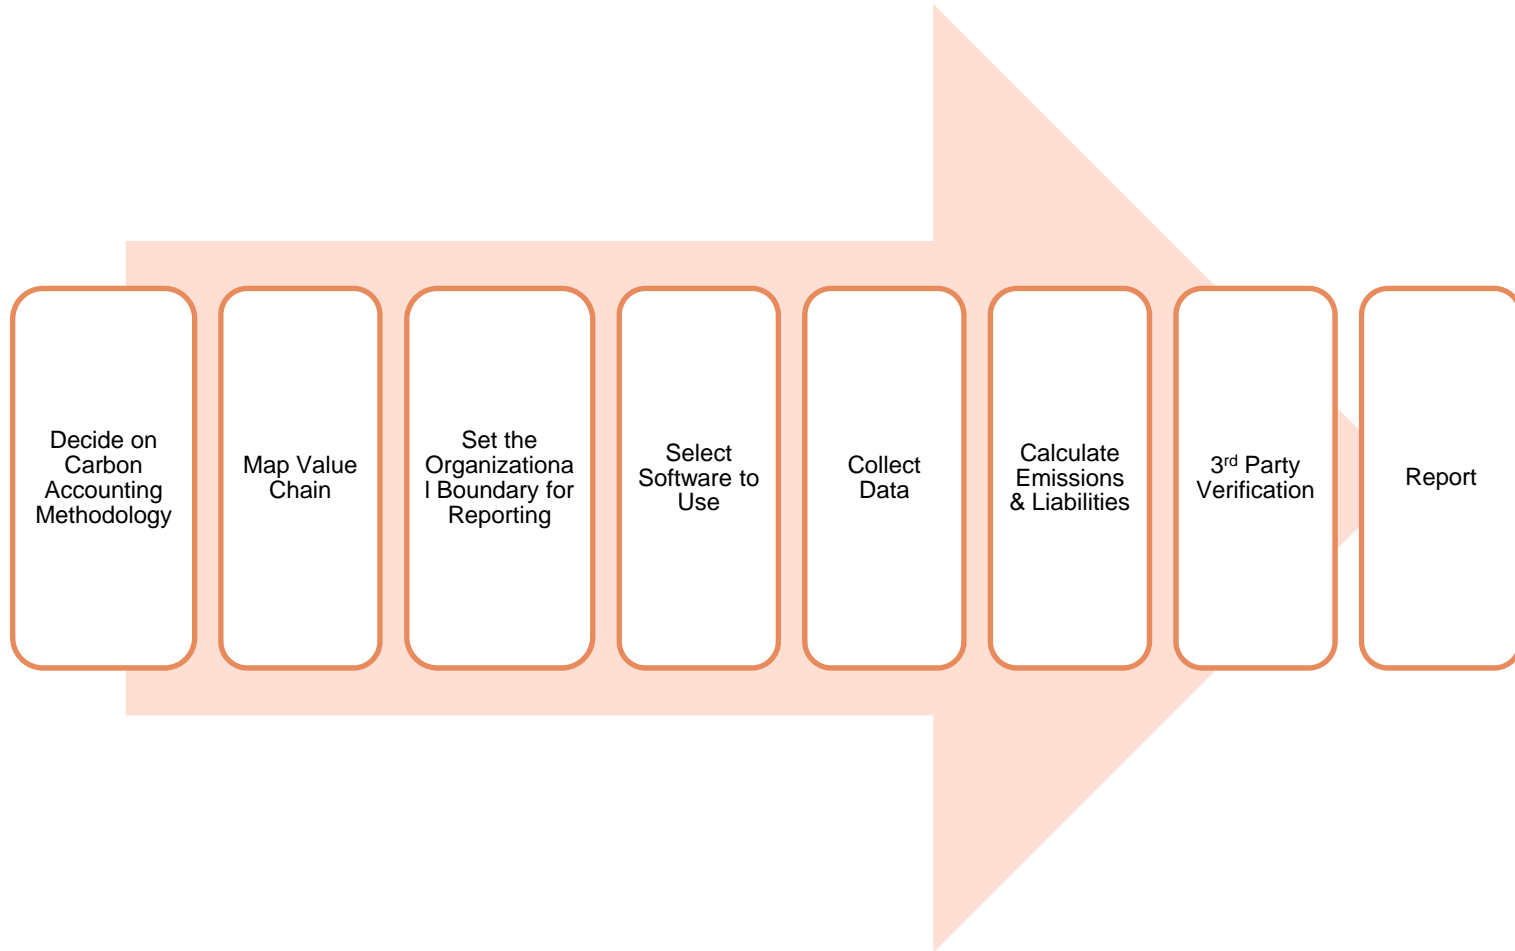 Decide on
Carbon
Accounting
Methodology
Map Value
Chain
Set the
Organizationa
l Boundary for
Reporting
Select
Software to
Use
Collect
Data
Calculate
Emissions
& Liabilities
3rd Party
Verification
Report